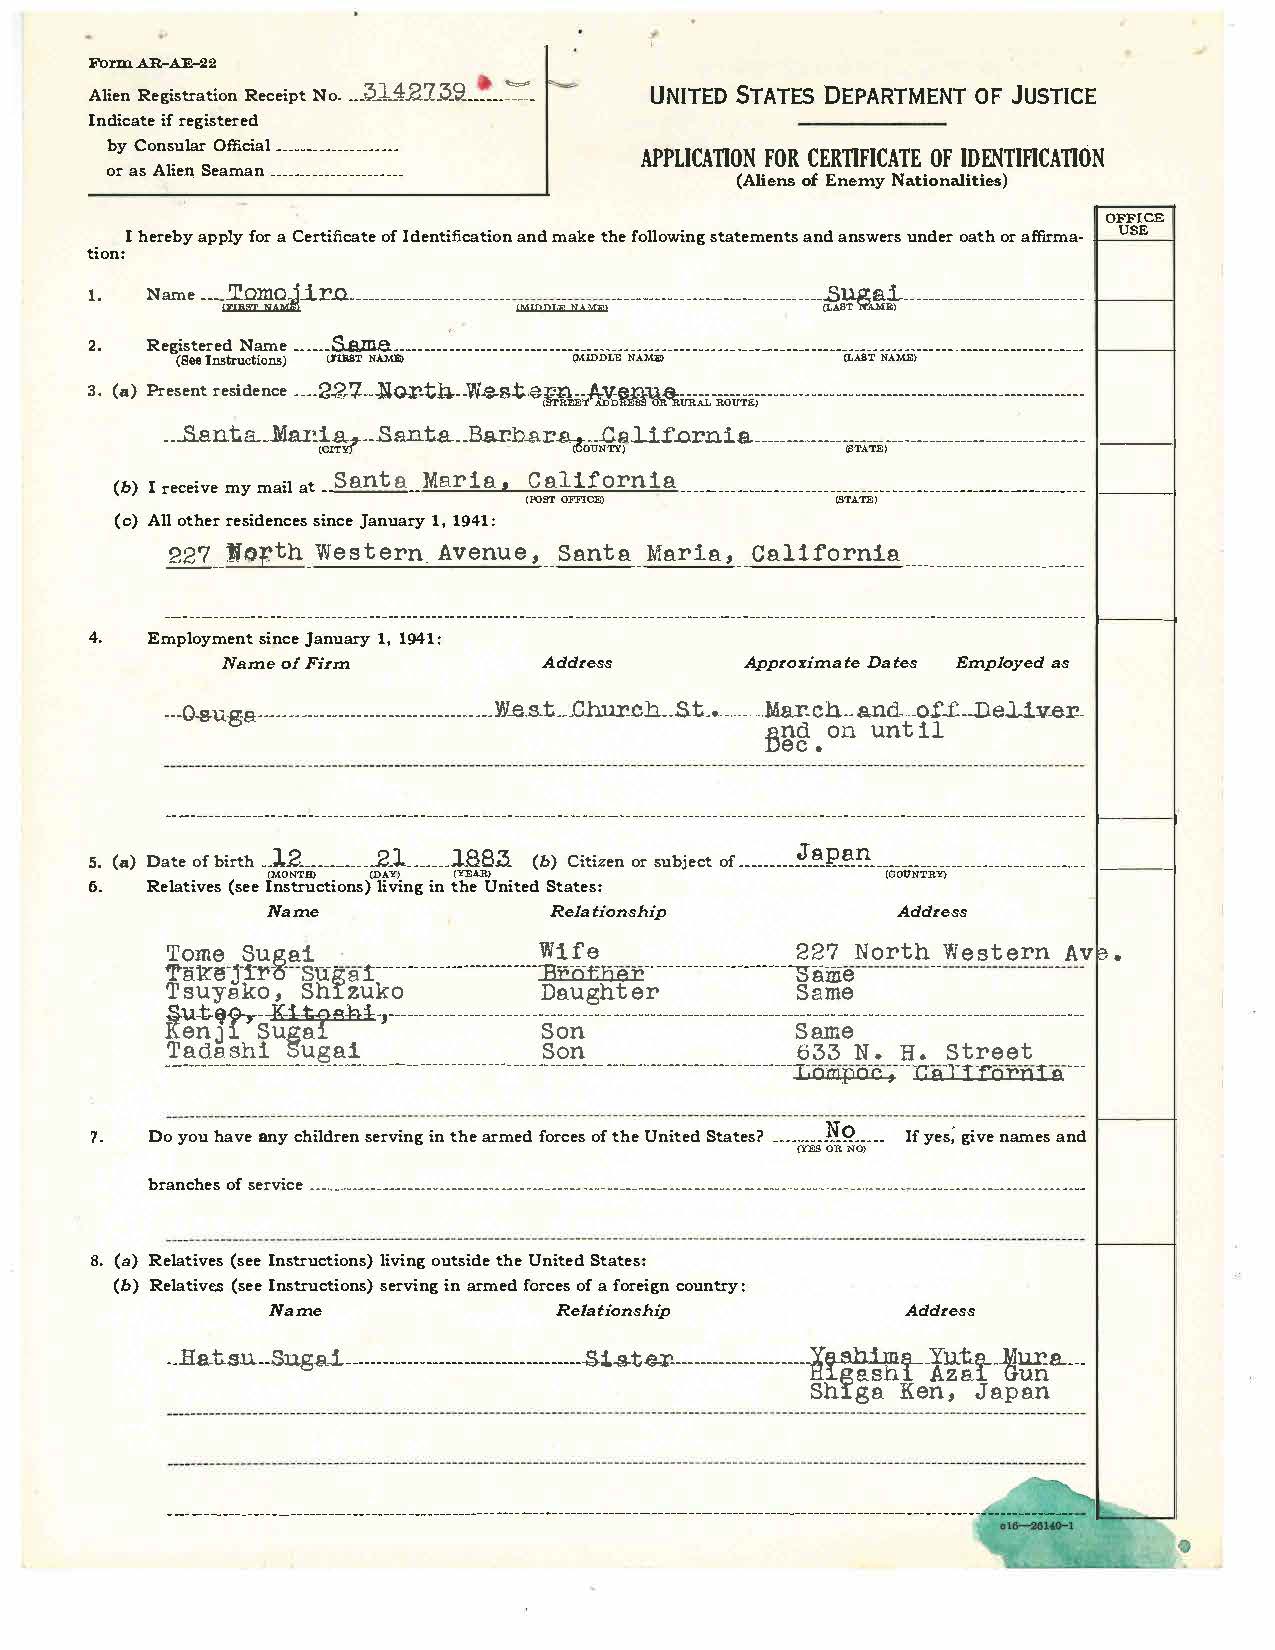 Form AR-AE-22
Alien Registration Receipt No. 3142739
Indicate if registered
by Consular Official
or as Alien Seaman
UNITED STATES DEPARTMENT OF JUSTICE
APPLICATION FOR CERTIFICATE OF IDENTIFICATION
(Aliens of Enemy Nationalities)
OFFICE
USE
I hereby apply for a Certificate of Identification and make the following statements and answers under oath or affirma-
tion:
1. Name Tomojiro Sugai
(FIRST NAME) (MIDDLE NAME) (LAST NAME)
2. Registered Name Same
(See Instructions) (FIRST NAME) (MIDDLE NAME) (LAST NAME)
3. (a) Present residence 227 North Western Avenue
(STREET ADDRESS OR RURAL ROUTE)
Santa Maria, Santa Barbara, California
(CITY) (COUNTY) (STATE)
(b) I receive my mail at Santa Maria, California
(POST OFFICE) (STATE)
(c) All other residences since January 1, 1941:
227 North Western Avenue, Santa Maria, California
4. Employment since January 1, 1941:
Name of Firm Address Approximate Dates Employed as
Osuga West Church St. March and off Deliver
and on until
Dec.
5. (a) Date of birth 12 21 1883 (b) Citizen or subject of Japan
(MONTH) (DAY) (YEAR) (COUNTRY)
6. Relatives (see Instructions) living in the United States:
Name Relationship Address
Tome Sugai Wife 227 North Western Ave.
Takejiro Sugai Brother Same
Tsuyako, Shizuko Daughter Same
Suteo, Kitoshi,
Kenji Sugai Son Same
Tadashi Sugai Son 633 N. H. Street
Lompoc, California
7. Do you have any children serving in the armed forces of the United States? No If yes, give names and
(YES OR NO)
branches of service
8. (a) Relatives (see Instructions) living outside the United States:
(b) Relatives (see Instructions) serving in armed forces of a foreign country:
Name Relationship Address
Hatsu Sugai Sister Yashima Yuta Mura
Higashi Azai Gun
Shiga Ken, Japan
c16—26140-1